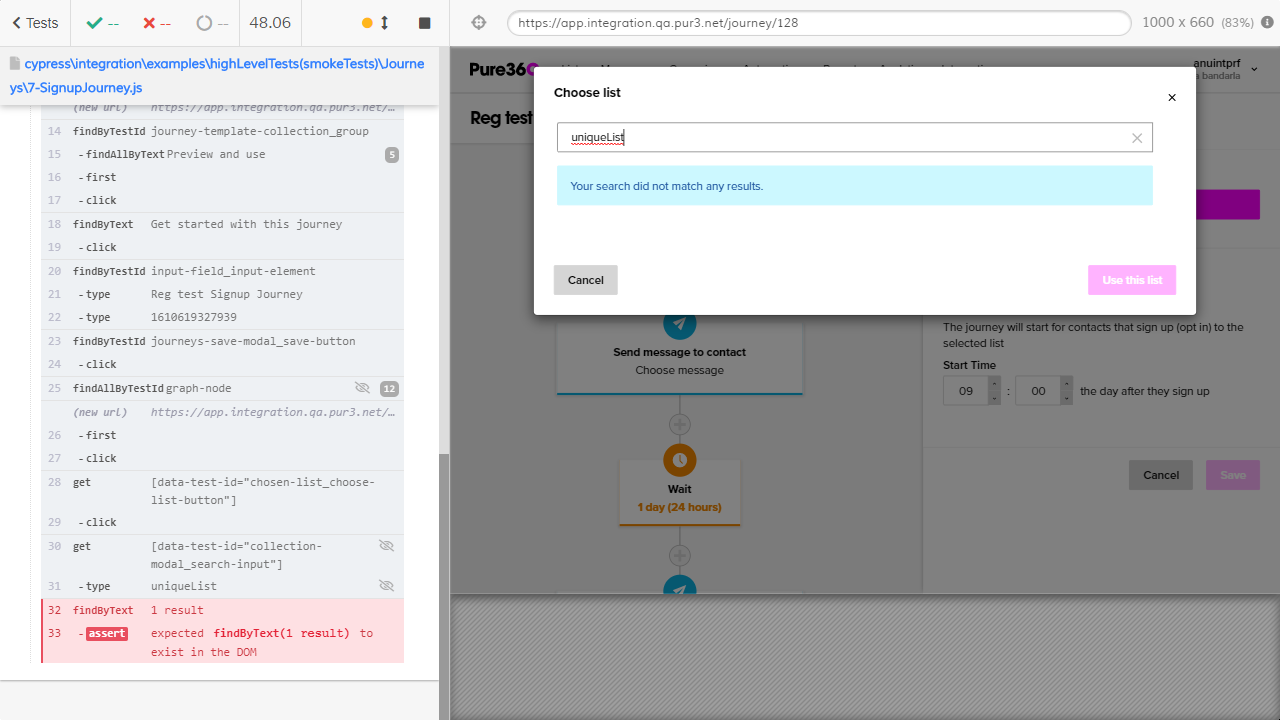 Tests
--
--
--
48.06
https://app.integration.qa.pur3.net/journey/128
1000 x 660 (83%)
cypress\integration\examples\highLevelTests(smokeTests)\Journe
ys\7-SignupJourney.js
(new url) https://app.integration.qa.pur3.net/…
14 findByTestId journey-template-collection_group
15 -findAllByText Preview and use 5
16 -first
17 -click
18 findByText Get started with this journey
19 -click
20 findByTestId input-field_input-element
21 -type Reg test Signup Journey
22 -type 1610619327939
23 findByTestId journeys-save-modal_save-button
24 -click
25 findAllByTestId graph-node 12
(new url) https://app.integration.qa.pur3.net/…
26 -first
27 -click
28 get [data-test-id="chosen-list_choose-
list-button"]
29 -click
30 get [data-test-id="collection-
modal_search-input"]
31 -type uniqueList
32 findByText 1 result
33 -assert expected findByText(1 result) to
exist in the DOM
Pure36
anuintprf
bandarla
Reg test
Choose list
×
uniqueList
Your search did not match any results.
Cancel
Use this list
Send message to contact
Choose message
Wait
1 day (24 hours)
The journey will start for contacts that sign up (opt in) to the
selected list
Start Time
09 : 00 the day after they sign up
Cancel
Save